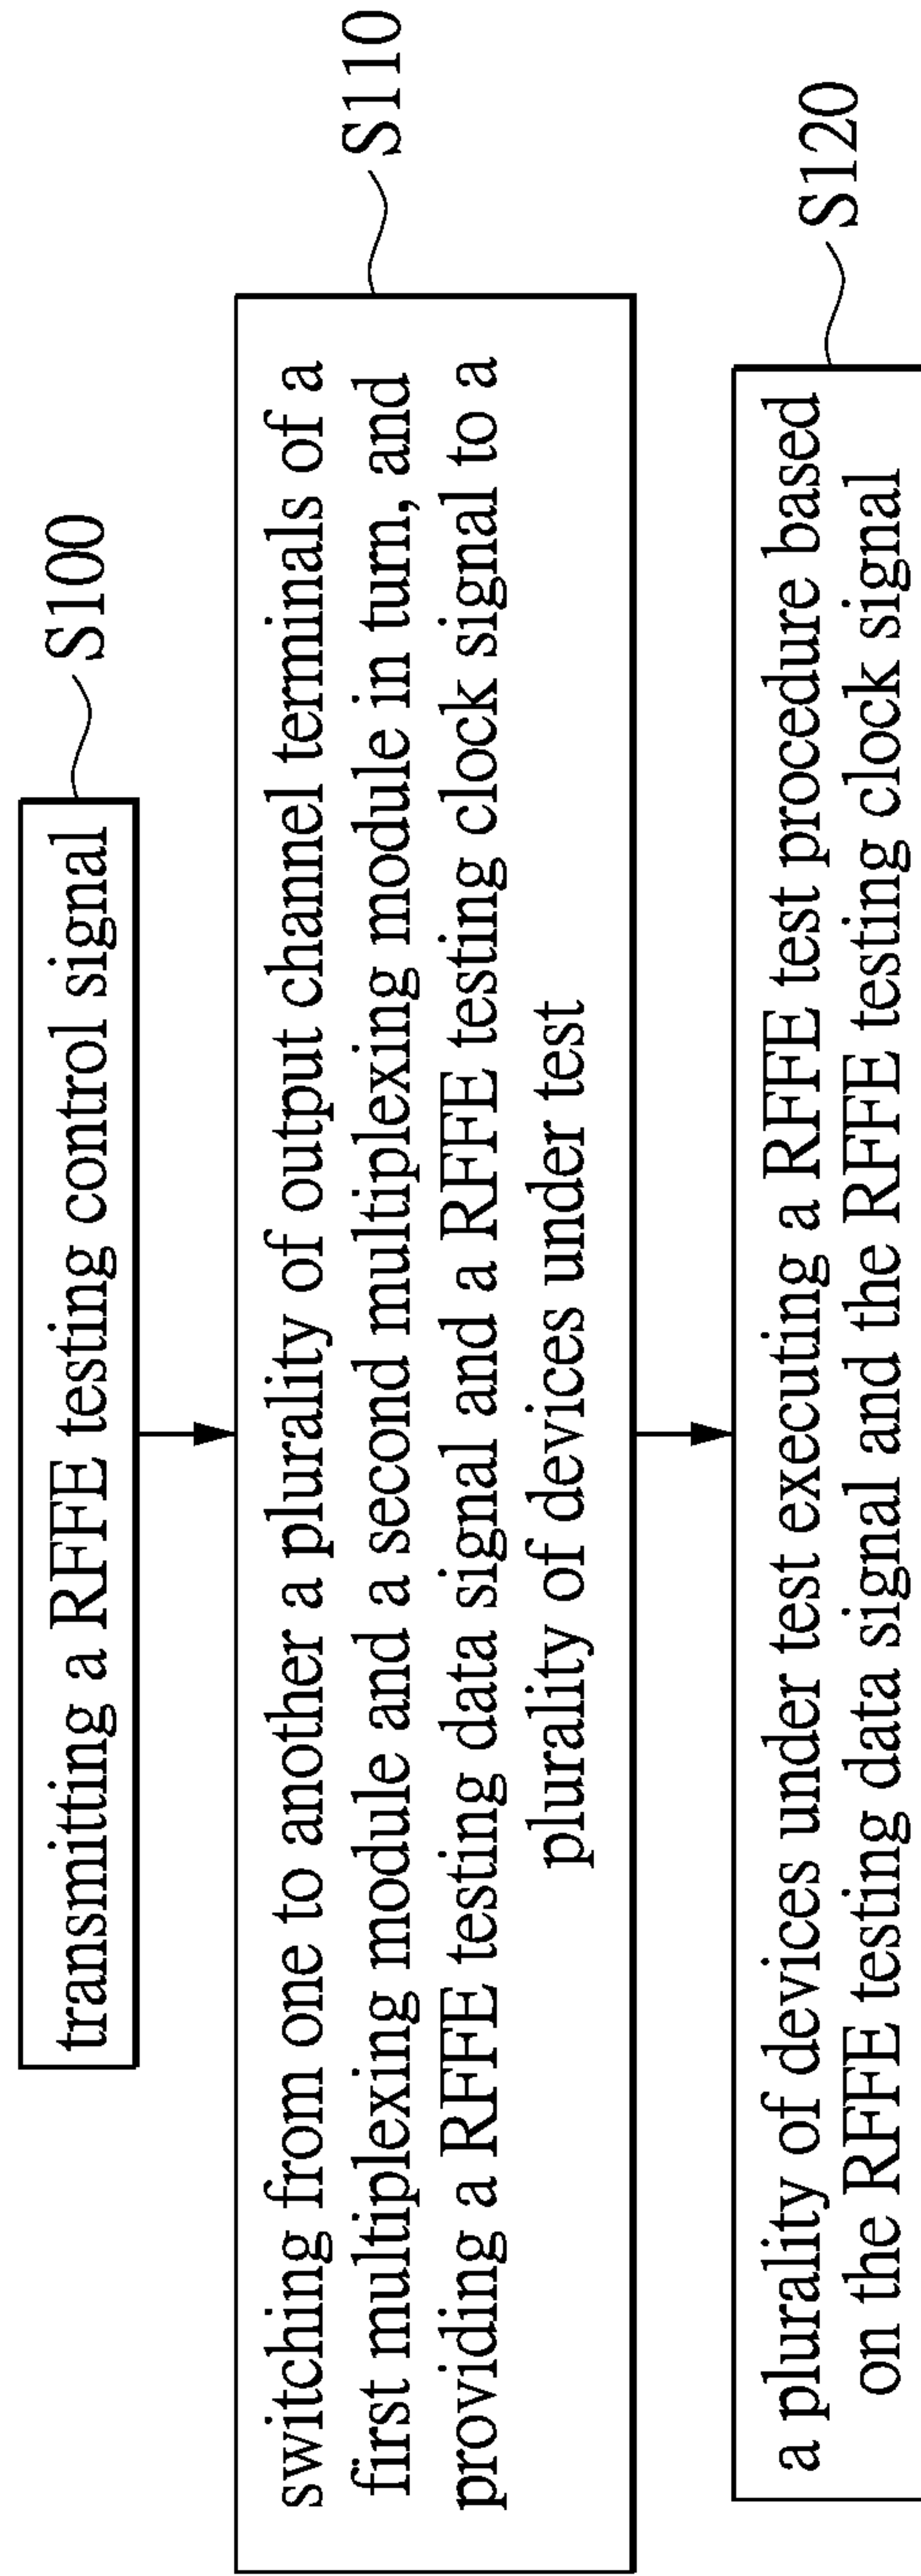 transmitting a RFFE testing control signal
S100
switching from one to another a plurality of output channel terminals of a
first multiplexing module and a second multiplexing module in turn, and
providing a RFFE testing data signal and a RFFE testing clock signal to a
plurality of devices under test
S110
a plurality of devices under test executing a RFFE test procedure based
on the RFFE testing data signal and the RFFE testing clock signal
S120